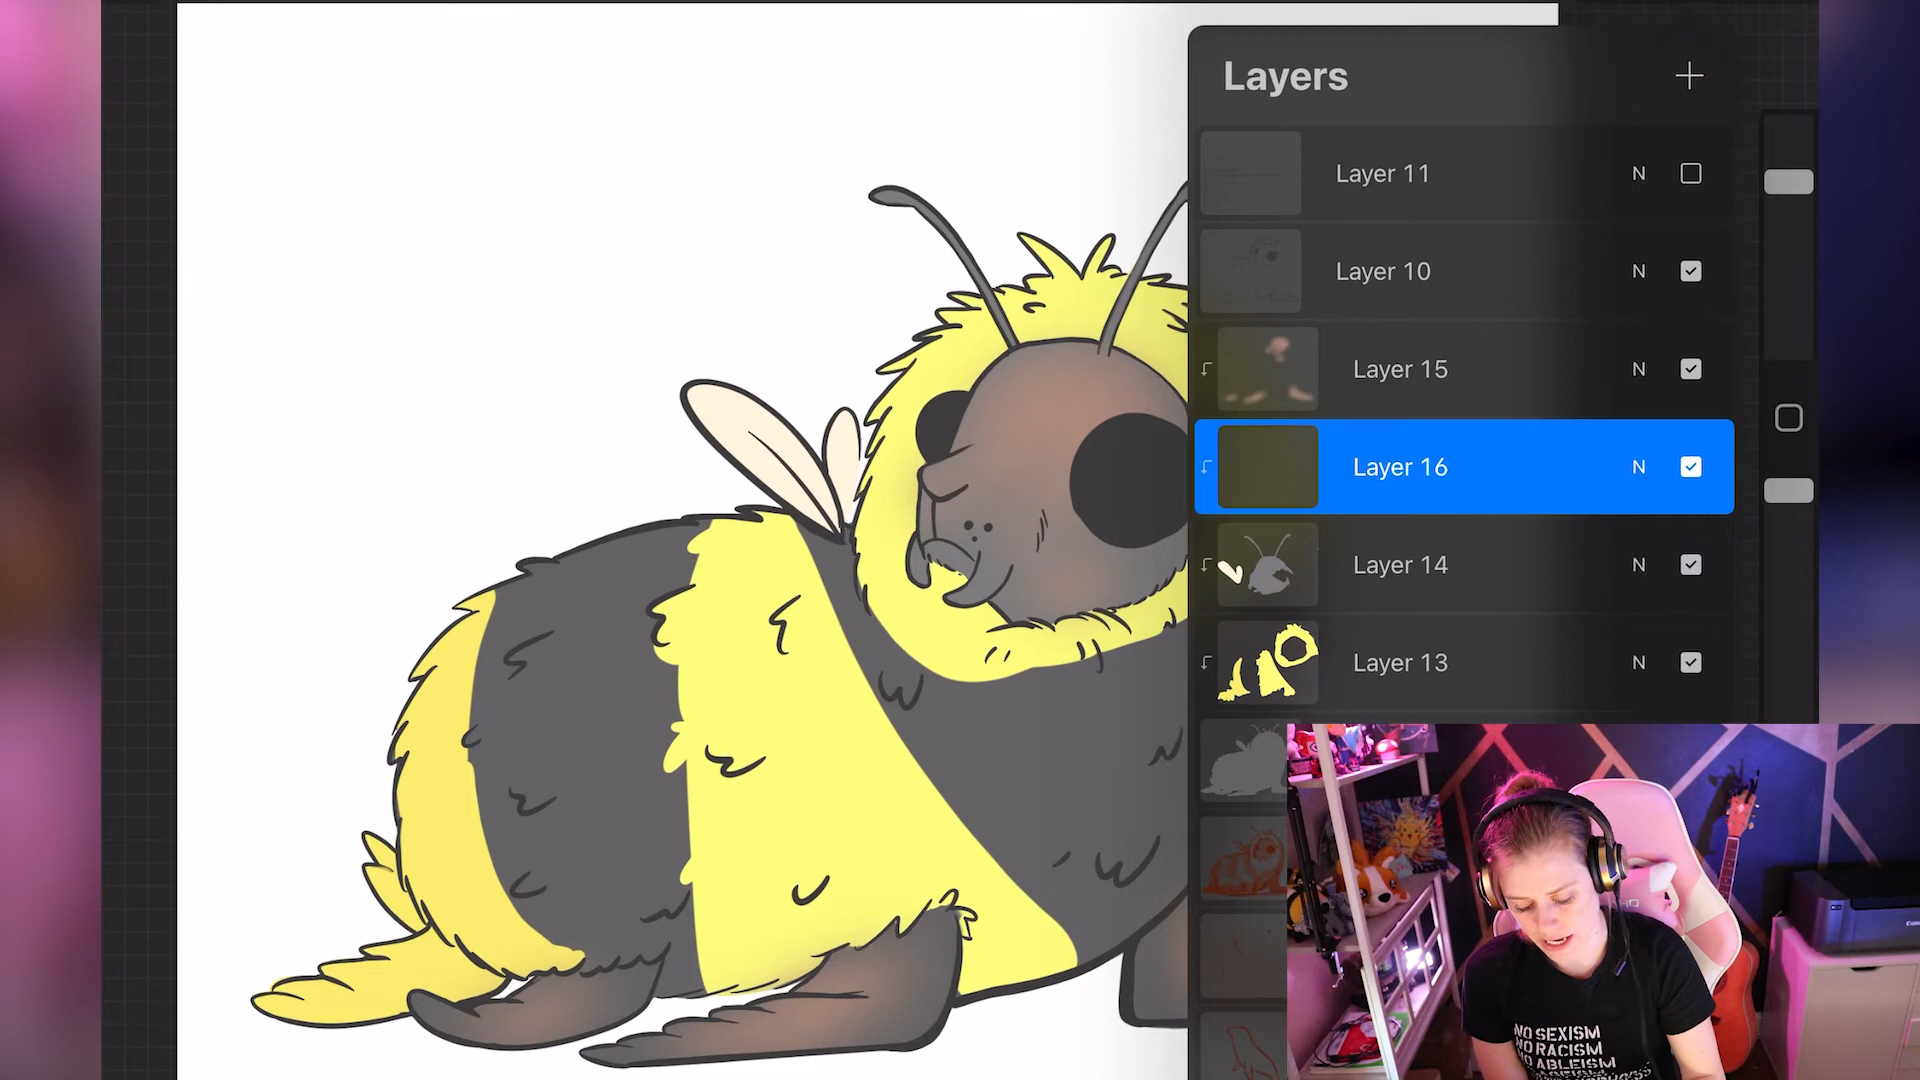 Layers
Layer 11 N
Layer 10 N
Layer 15 N
Layer 16 N
Layer 14 N
Layer 13 N
NO SEXISM
NO RACISM
NO ABLEISM